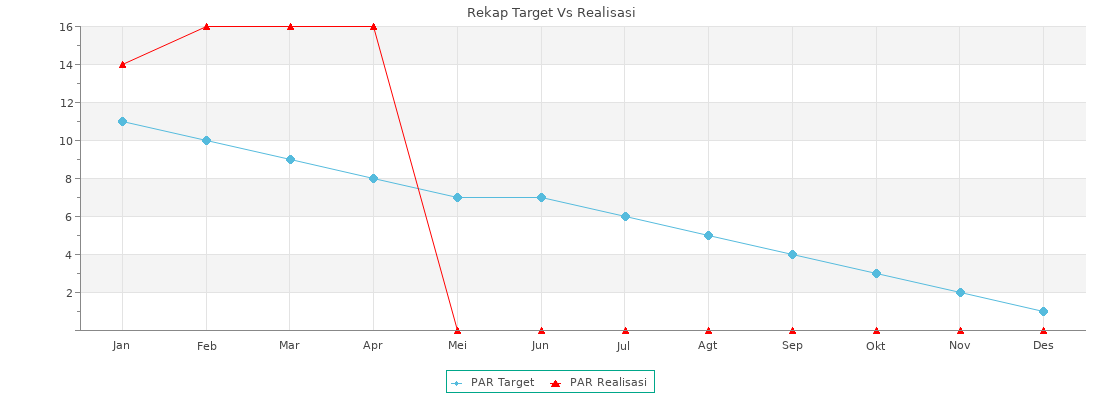 Rekap Target Vs Realisasi
16
14
12
10
8
6
4
2
Jan Feb Mar Apr Mei Jun Jul Agt Sep Okt Nov Des
PAR Target PAR Realisasi